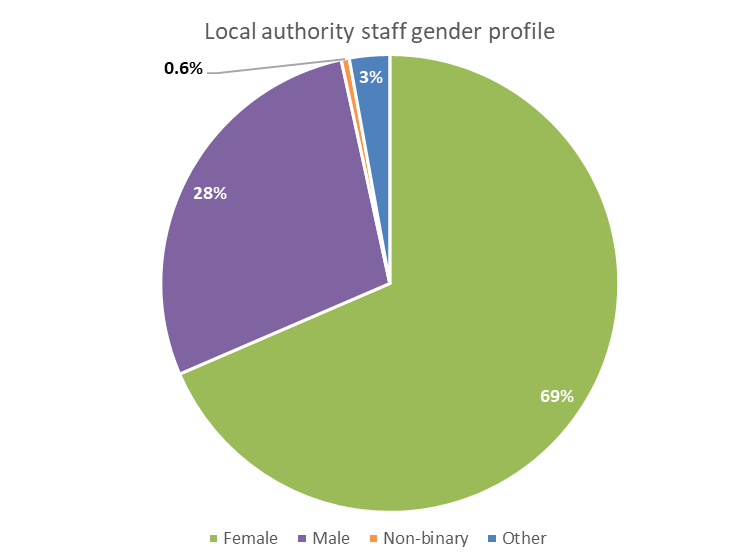 Local authority staff gender profile
0.6%
3%
28%
69%
Female Male Non-binary Other